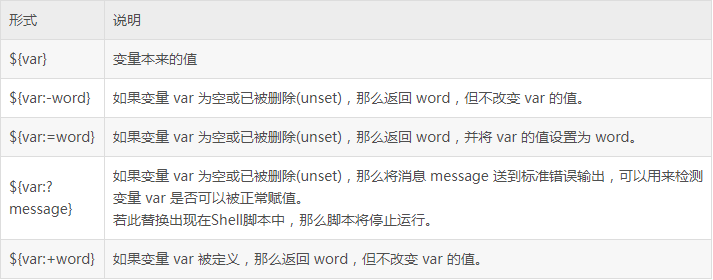 形式 说明
${var} 变量本来的值
${var:-word} 如果变量 var 为空或已被删除(unset)，那么返回 word，但不改变 var 的值。
${var:=word} 如果变量 var 为空或已被删除(unset)，那么返回 word，并将 var 的值设置为 word。
${var:?
message}
如果变量 var 为空或已被删除(unset)，那么将消息 message 送到标准错误输出，可以用来检测
变量 var 是否可以被正常赋值。
若此替换出现在Shell脚本中，那么脚本将停止运行。
${var:+word} 如果变量 var 被定义，那么返回 word，但不改变 var 的值。